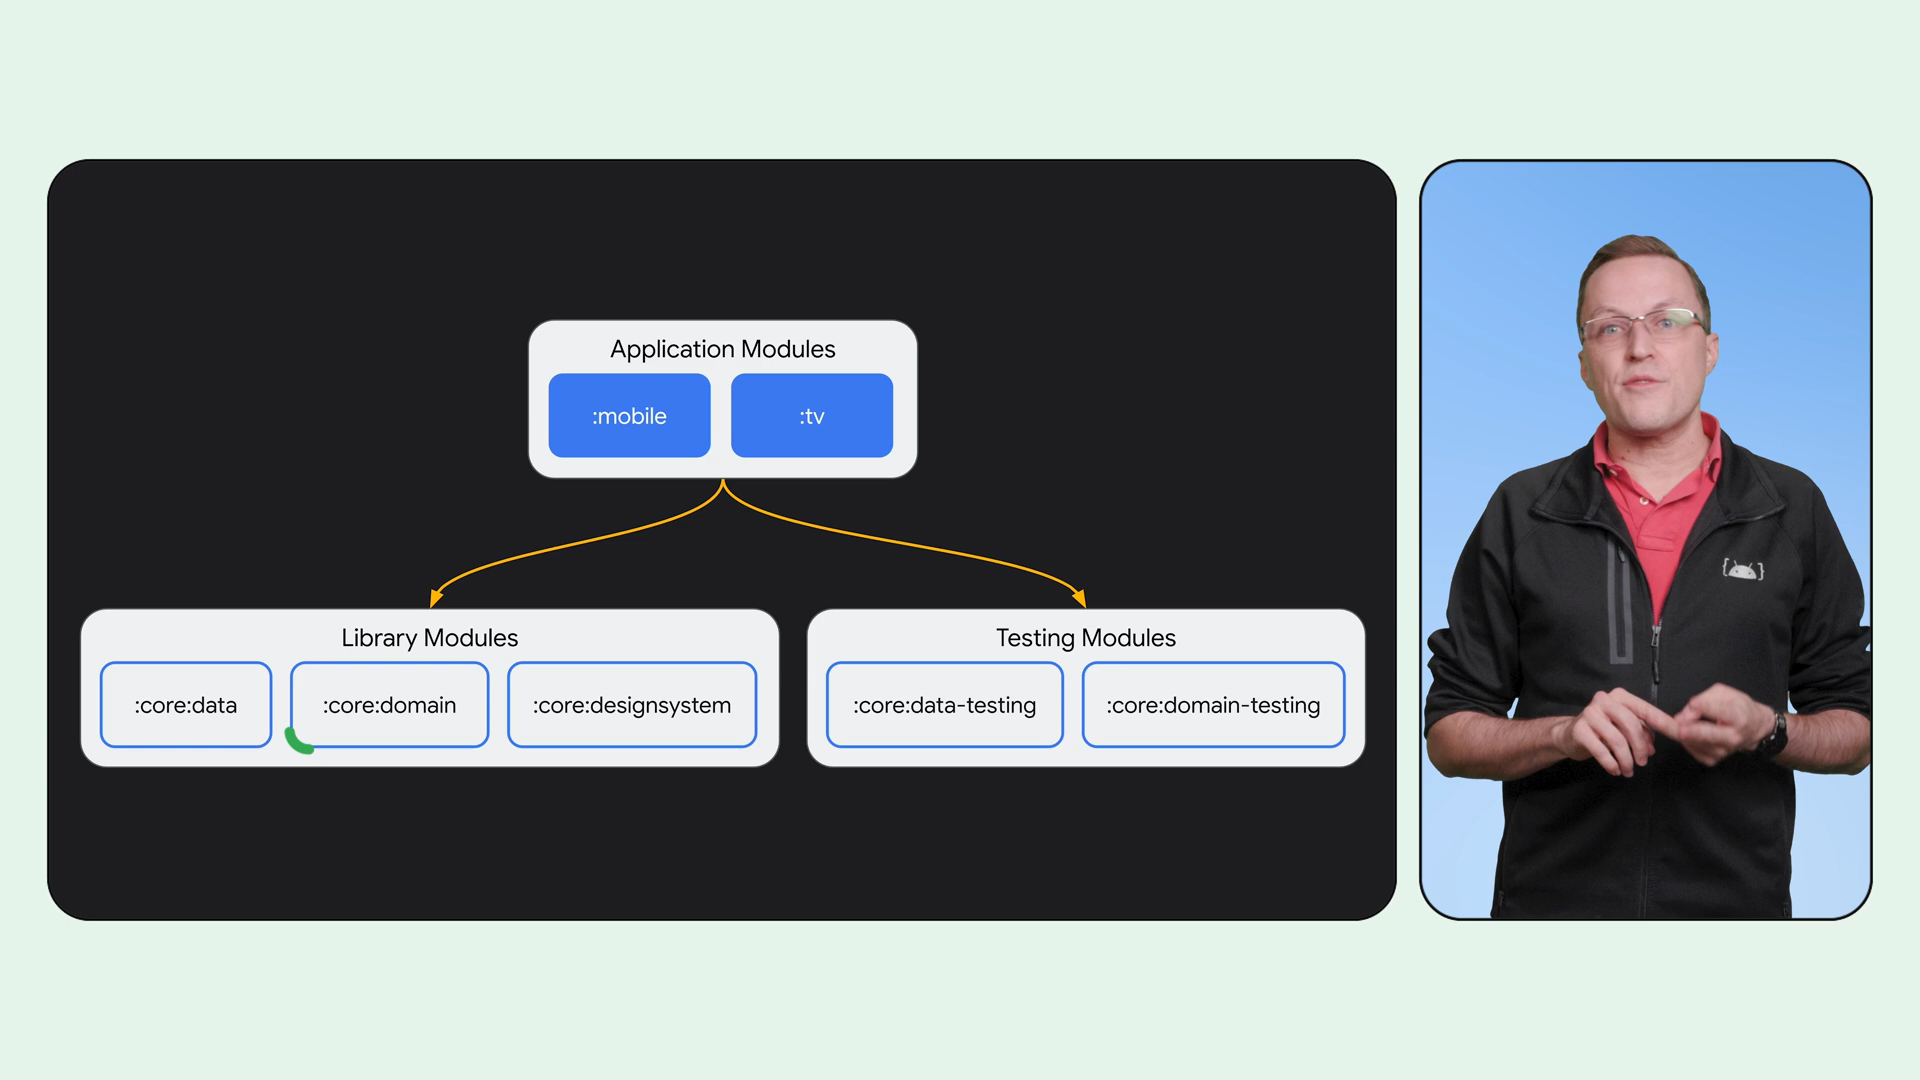 Application Modules
:mobile
:tv
Library Modules
:core:data
:core:domain
:core:designsystem
Testing Modules
:core:data-testing
:core:domain-testing